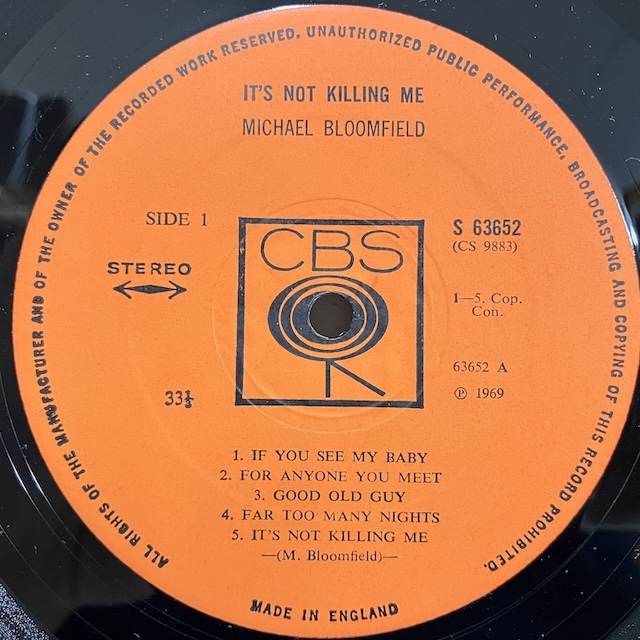 ALL RIGHTS OF THE MANUFACTURER AND OF THE OWNER OF THE RECORDED WORK RESERVED. UNAUTHORIZED PUBLIC PERFORMANCE, BROADCASTING AND COPYING OF THIS RECORD PROHIBITED.
IT'S NOT KILLING ME
MICHAEL BLOOMFIELD
SIDE 1
STEREO
33⅓
CBS
S 63652
(CS 9883)
1—5. Cop.
Con.
63652 A
Ⓟ 1969
1. IF YOU SEE MY BABY
2. FOR ANYONE YOU MEET
3. GOOD OLD GUY
4. FAR TOO MANY NIGHTS
5. IT'S NOT KILLING ME
—(M. Bloomfield)—
MADE IN ENGLAND